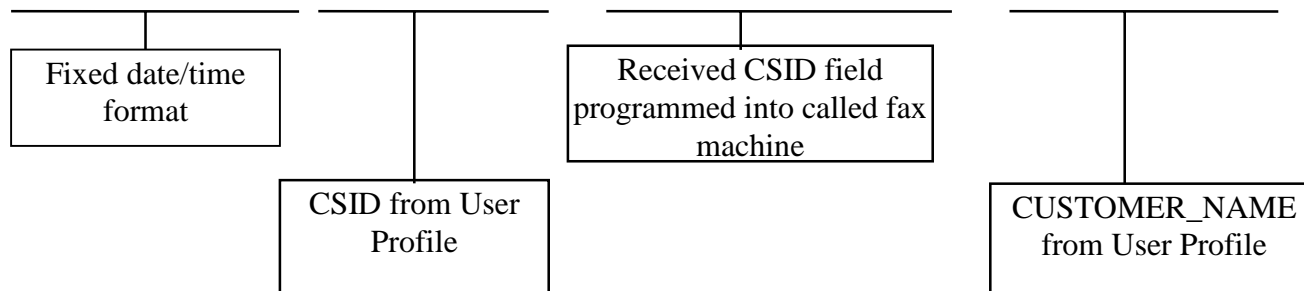 Fixed date/time
format
Received CSID field
programmed into called fax
machine
CSID from User
Profile
CUSTOMER_NAME
from User Profile